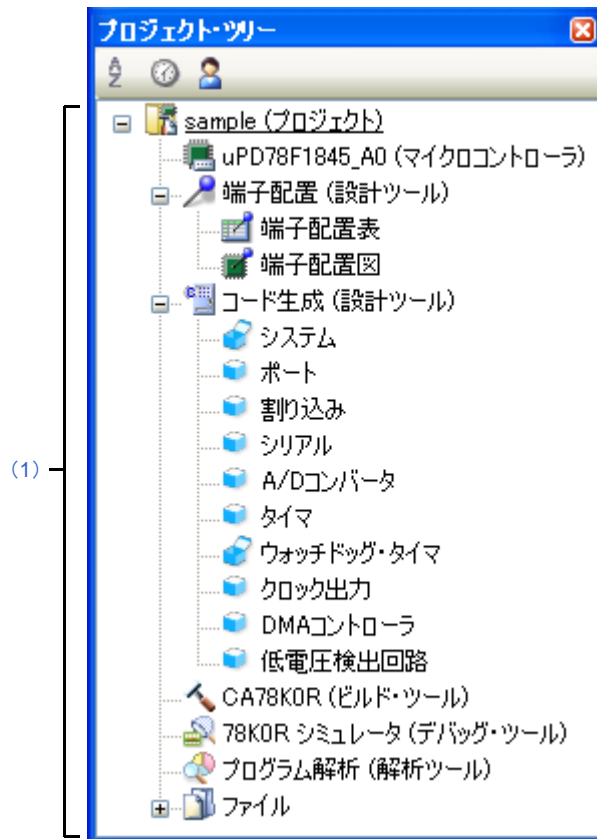 プロジェクト・ツリー
sample (プロジェクト)
uPD78F1845_A0 (マイクロコントローラ)
端子配置 (設計ツール)
端子配置表
端子配置図
コード生成 (設計ツール)
システム
ポート
割り込み
シリアル
(1)
A/Dコンバータ
タイマ
ウォッチドッグ・タイマ
クロック出力
DMAコントローラ
低電圧検出回路
CA78K0R (ビルド・ツール)
78K0R シミュレータ (デバッグ・ツール)
プログラム解析 (解析ツール)
ファイル